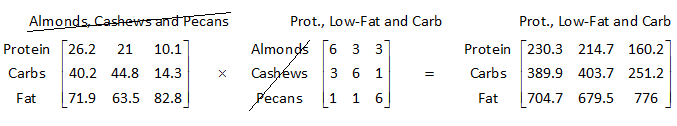 Almonds, Cashews and Pecans Prot., Low-Fat and Carb Prot., Low-Fat and Carb
Protein 26.2 21 10.1 Almonds 6 3 3 Protein 230.3 214.7 160.2
Carbs 40.2 44.8 14.3 × Cashews 3 6 1 = Carbs 389.9 403.7 251.2
Fat 71.9 63.5 82.8 Pecans 1 1 6 Fat 704.7 679.5 776